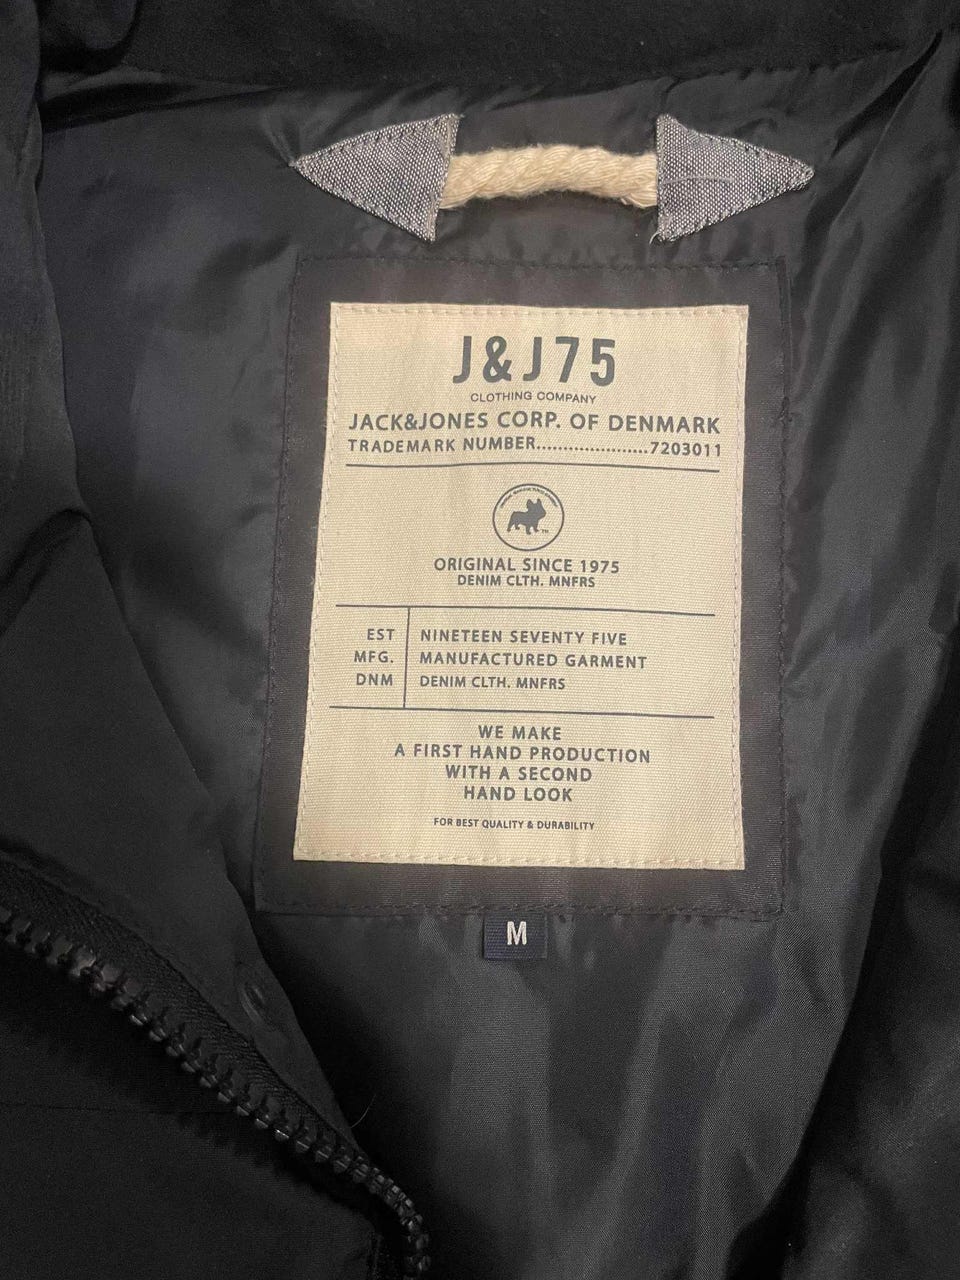 J&J75
CLOTHING COMPANY
JACK&JONES CORP. OF DENMARK
TRADEMARK NUMBER.....................7203011
ORIGINAL SINCE 1975
DENIM CLTH. MNFRS
EST NINETEEN SEVENTY FIVE
MFG. MANUFACTURED GARMENT
DNM DENIM CLTH. MNFRS
WE MAKE
A FIRST HAND PRODUCTION
WITH A SECOND
HAND LOOK
FOR BEST QUALITY & DURABILITY
M